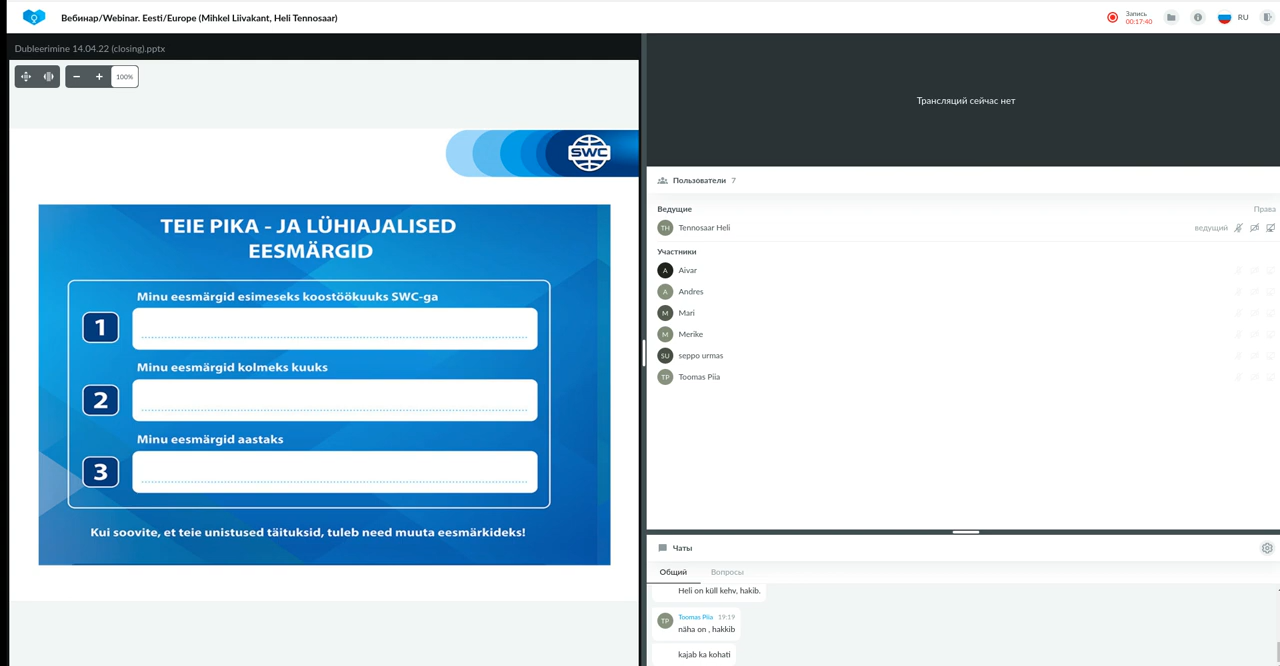 Вебинар/Webinar. Eesti/Europe (Mihkel Liivakant, Heli Tennosaar)
Запись
00:17:40
RU
Dubleerimine 14.04.22 (closing).pptx
100%
SWC
TEIE PIKA - JA LÜHIAJALISED
EESMÄRGID
Minu eesmärgid esimeseks koostöökuuks SWC-ga
1
Minu eesmärgid kolmeks kuuks
2
Minu eesmärgid aastaks
3
Kui soovite, et teie unistused täituksid, tuleb need muuta eesmärkideks!
Трансляций сейчас нет
Пользователи 7
Ведущие Права
TH Tennosaar Heli ведущий
Участники
A Aivar
A Andres
M Mari
M Merike
SU seppo urmas
TP Toomas Piia
Чаты
Общий Вопросы
Heli on küll kehv, hakib.
TP Toomas Piia 19:19
näha on , hakkib
kajab ka kohati